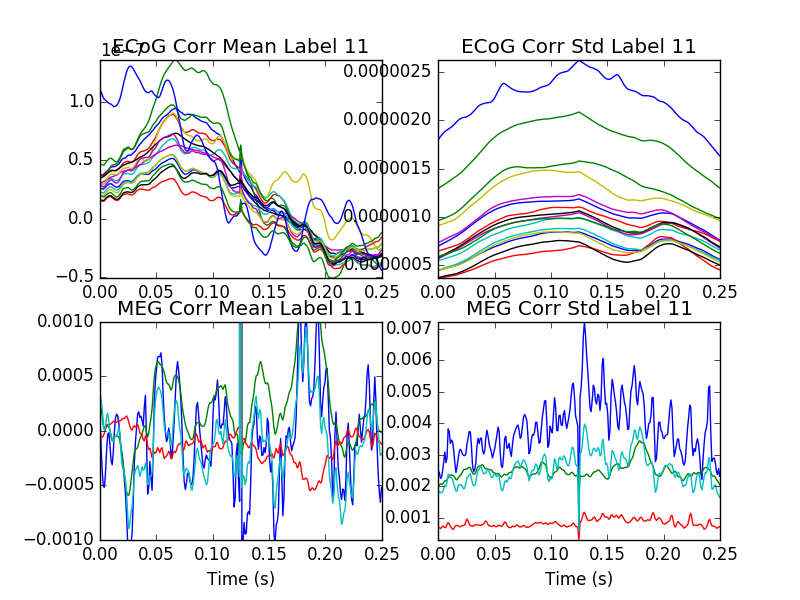 ECoG Corr Mean Label 11
ECoG Corr Std Label 11
1e−7
1.0
0.5
0.0
−0.5
0.00 0.05 0.10 0.15 0.20 0.25
0.0000025
0.0000020
0.0000015
0.0000010
0.0000005
0.00 0.05 0.10 0.15 0.20 0.25
MEG Corr Mean Label 11
MEG Corr Std Label 11
0.0010
0.0005
0.0000
−0.0005
−0.0010
0.00 0.05 0.10 0.15 0.20 0.25
Time (s)
0.007
0.006
0.005
0.004
0.003
0.002
0.001
0.00 0.05 0.10 0.15 0.20 0.25
Time (s)